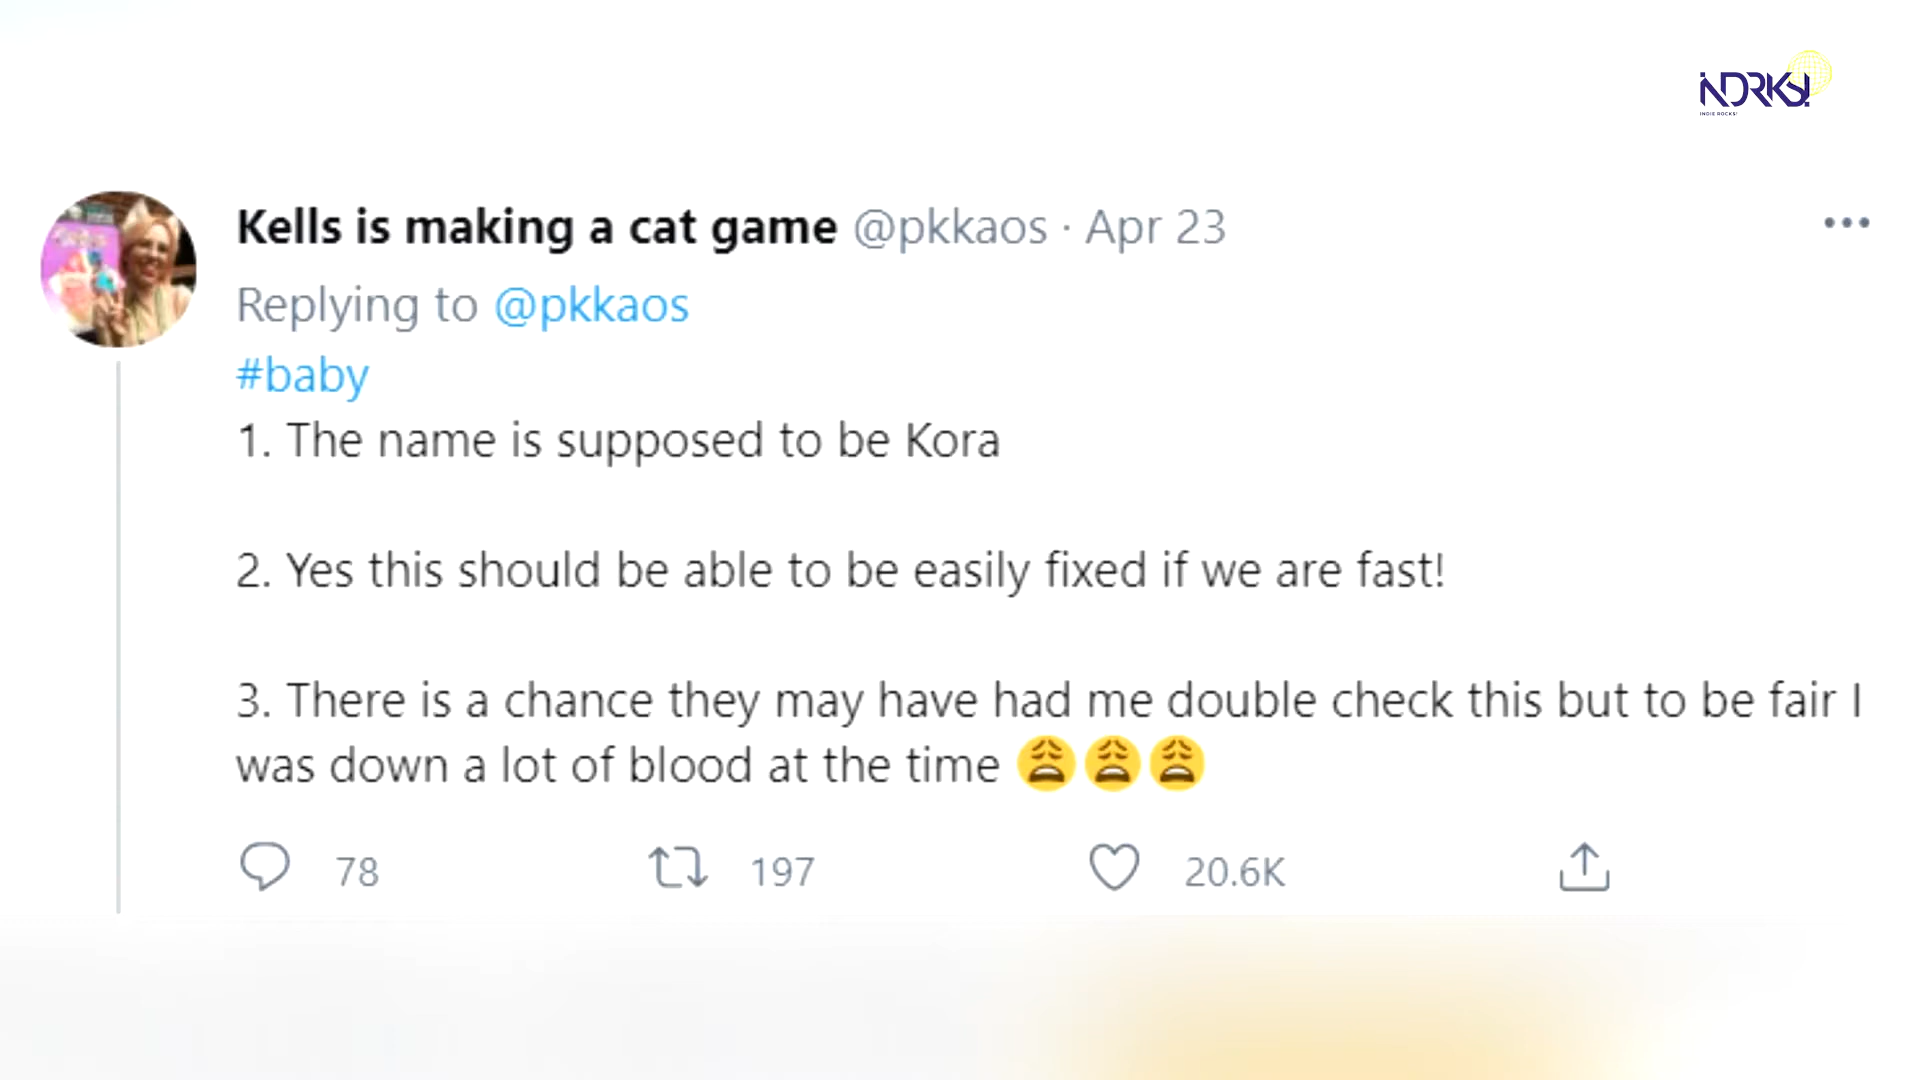 iNDRKS!
INDIE ROCKS!
Kells is making a cat game @pkkaos · Apr 23
Replying to @pkkaos
#baby
1. The name is supposed to be Kora
2. Yes this should be able to be easily fixed if we are fast!
3. There is a chance they may have had me double check this but to be fair I
was down a lot of blood at the time 😩😩😩
78 197 20.6K